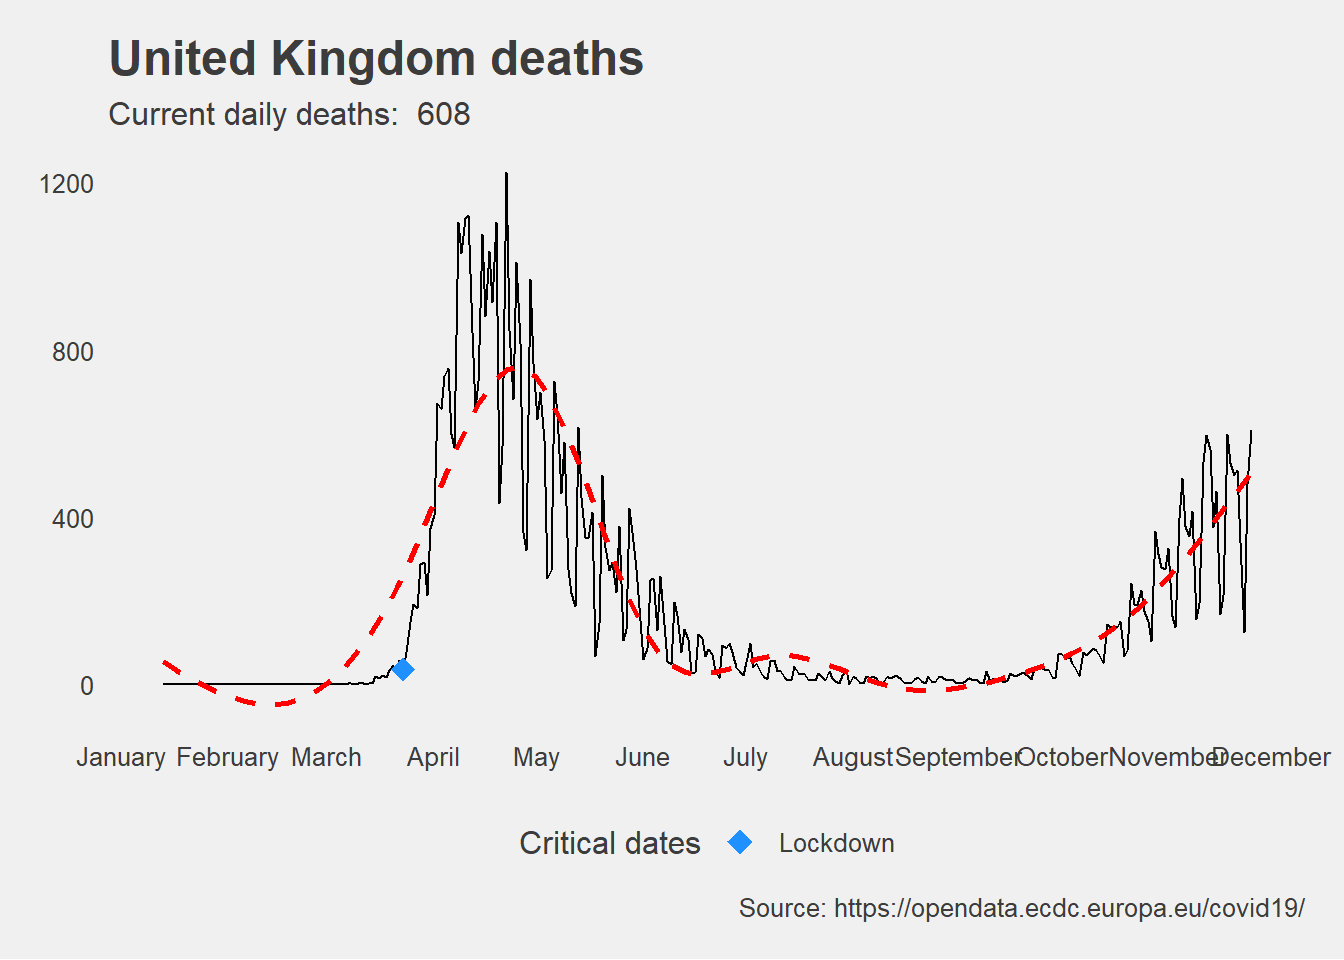 United Kingdom deaths
Current daily deaths:  608
1200
800
400
0
January February March April May June July August September October November December
Critical dates Lockdown
Source: https://opendata.ecdc.europa.eu/covid19/